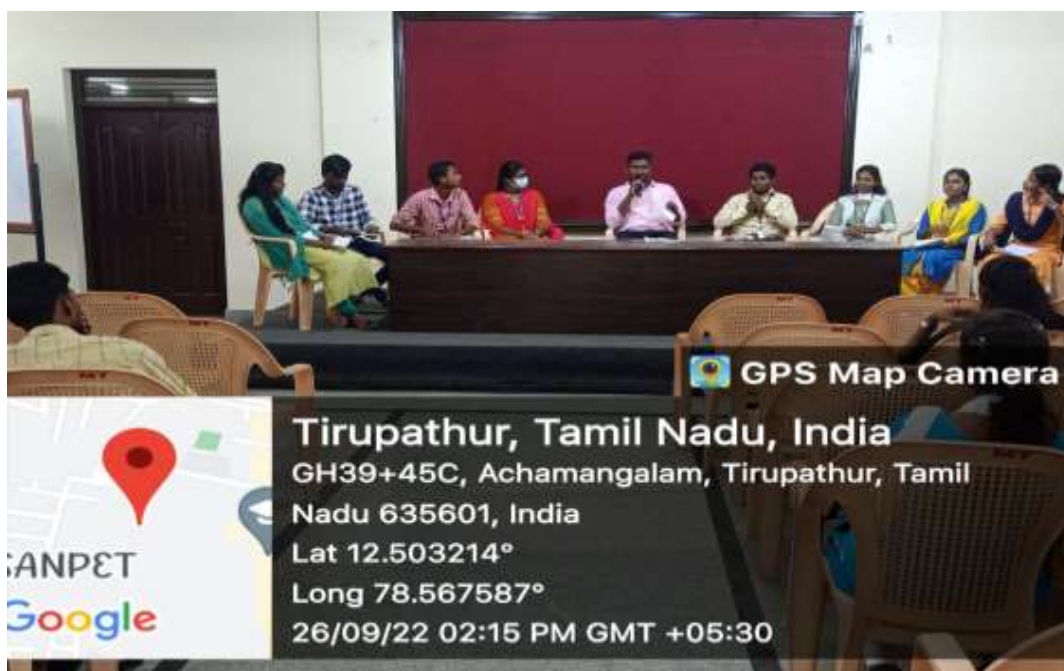 GPS Map Camera
Tirupathur, Tamil Nadu, India
GH39+45C, Achamangalam, Tirupathur, Tamil
Nadu 635601, India
Lat 12.503214°
Long 78.567587°
26/09/22 02:15 PM GMT +05:30
SANPET
Google